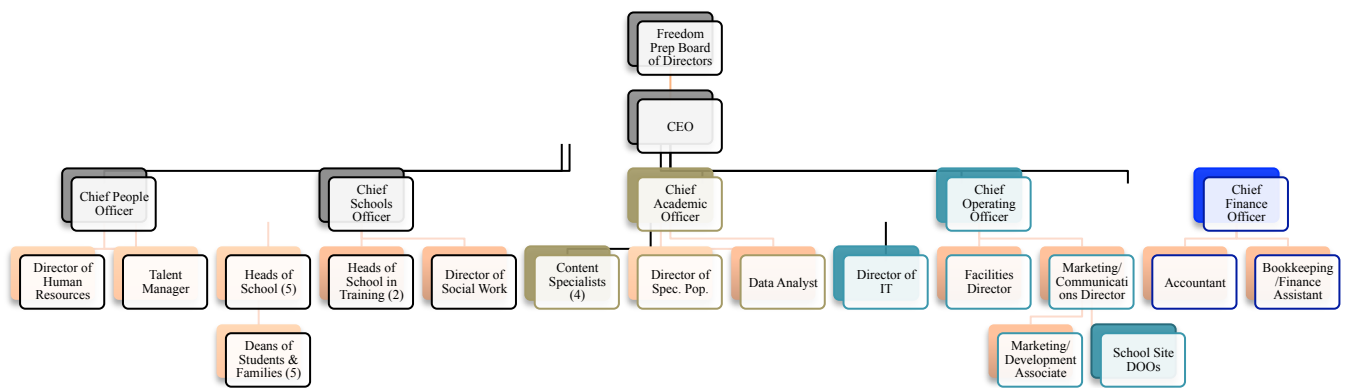 Freedom
Prep Board
of Directors
CEO
Chief People
Officer
Chief
Schools
Officer
Chief
Academic
Officer
Chief
Operating
Officer
Chief
Finance
Officer
Director of
Human
Resources
Talent
Manager
Heads of
School (5)
Heads of
School in
Training (2)
Director of
Social Work
Content
Specialists
(4)
Director of
Spec. Pop.
Data Analyst
Director of
IT
Facilities
Director
Marketing/
Communicati
ons Director
Accountant
Bookkeeping
/Finance
Assistant
Deans of
Students &
Families (5)
Marketing/
Development
Associate
School Site
DOOs